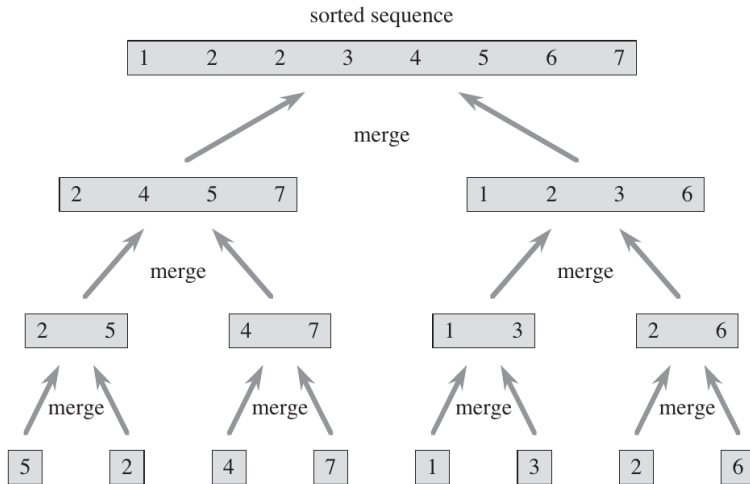 sorted sequence
1 2 2 3 4 5 6 7
merge
2 4 5 7 1 2 3 6
merge merge
2 5 4 7 1 3 2 6
merge merge merge merge
5 2 4 7 1 3 2 6